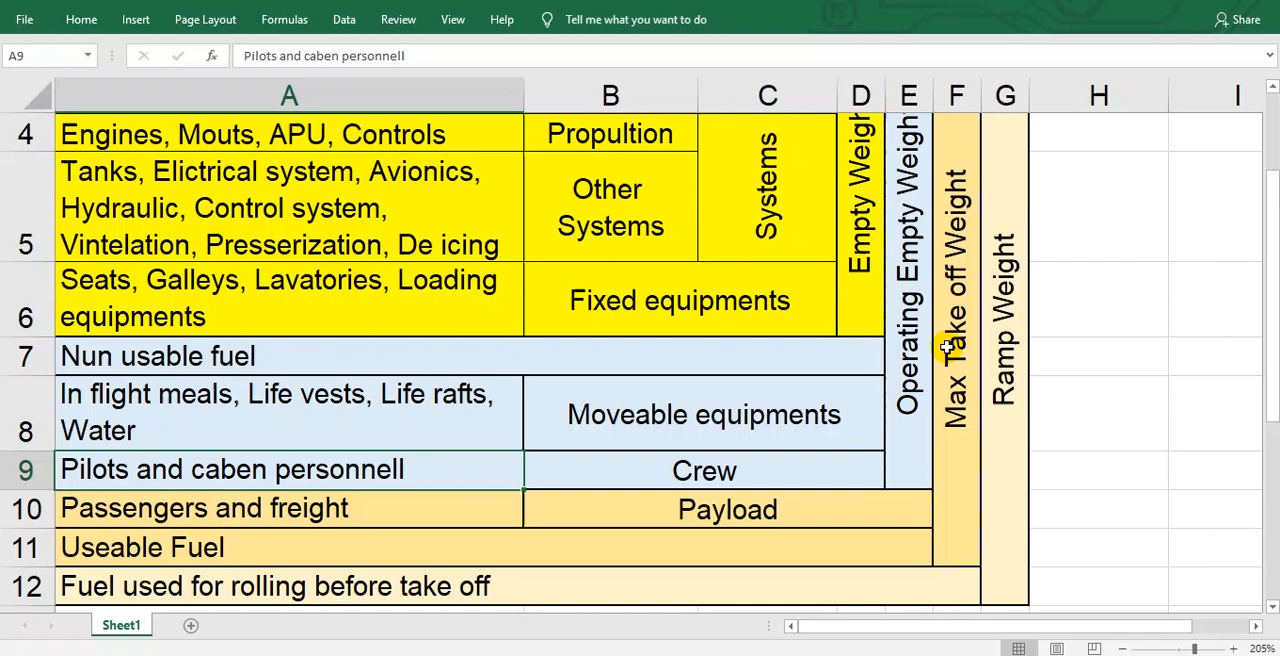 File Home Insert Page Layout Formulas Data Review View Help Tell me what you want to do Share
A9 fx Pilots and caben personnell
A B C D E F G H I
4 Engines, Mouts, APU, Controls Propultion
5 Tanks, Elictrical system, Avionics,
Hydraulic, Control system,
Vintelation, Presserization, De icing
Other
Systems
Systems
6 Seats, Galleys, Lavatories, Loading
equipments
Fixed equipments
Empty Weigh
7 Nun usable fuel
8 In flight meals, Life vests, Life rafts,
Water
Moveable equipments
9 Pilots and caben personnell Crew
Operating Empty Weigh
10 Passengers and freight Payload
11 Useable Fuel
Max Take off Weight
12 Fuel used for rolling before take off
Ramp Weight
Sheet1
205%